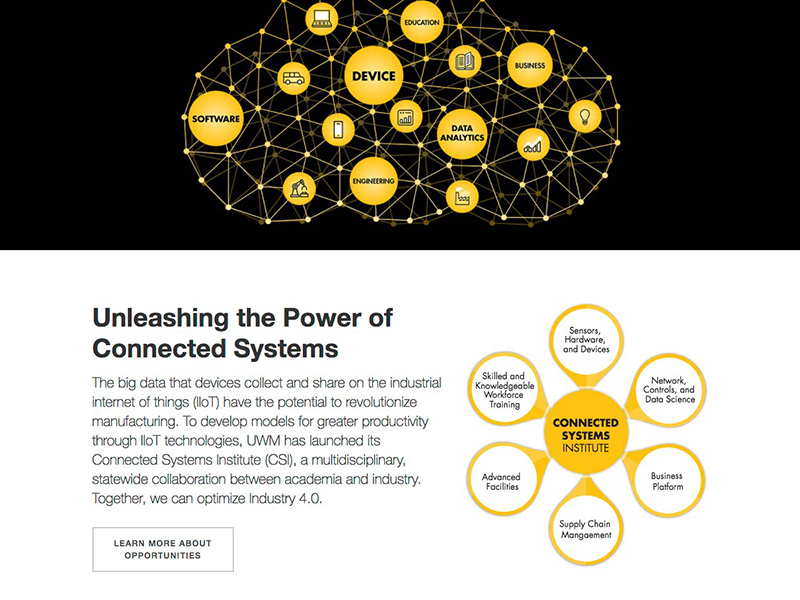 EDUCATION
BUSINESS
DEVICE
SOFTWARE
DATA
ANALYTICS
ENGINEERING
Unleashing the Power of
Connected Systems
The big data that devices collect and share on the industrial
internet of things (IIoT) have the potential to revolutionize
manufacturing. To develop models for greater productivity
through IIoT technologies, UWM has launched its
Connected Systems Institute (CSI), a multidisciplinary,
statewide collaboration between academia and industry.
Together, we can optimize Industry 4.0.
LEARN MORE ABOUT
OPPORTUNITIES
Sensors,
Hardware,
and Devices
Skilled and
Knowledgeable
Workforce
Training
Network,
Controls, and
Data Science
CONNECTED
SYSTEMS
INSTITUTE
Advanced
Facilities
Business
Platform
Supply Chain
Mangaement